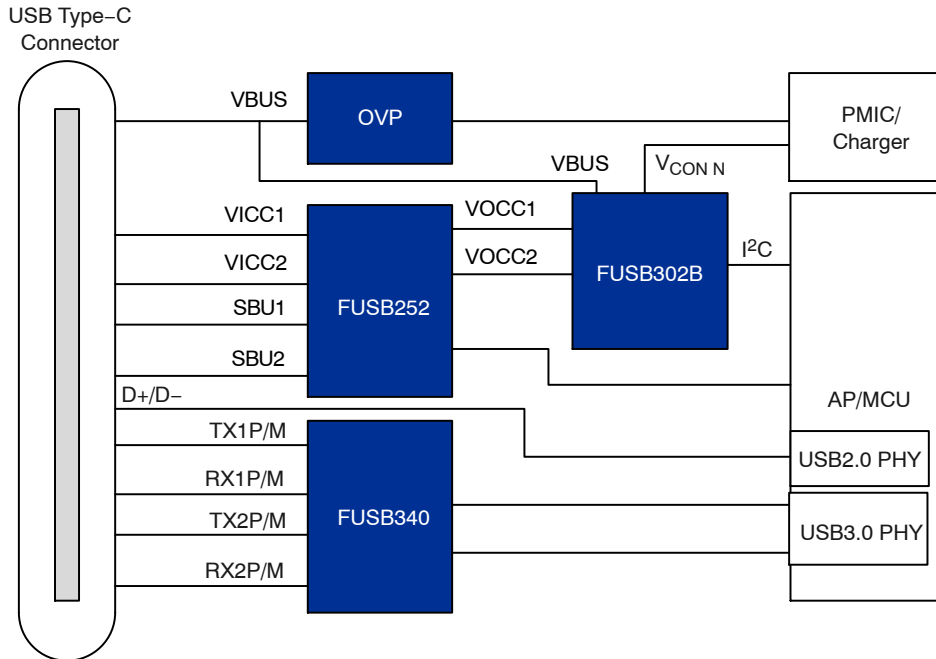 USB Type–C
Connector
VBUS
OVP
PMIC/
Charger
VBUS
V_CON N
VICC1
VOCC1
VICC2
VOCC2
FUSB302B
I²C
SBU1
FUSB252
SBU2
D+/D–
AP/MCU
TX1P/M
USB2.0 PHY
RX1P/M
TX2P/M
FUSB340
USB3.0 PHY
RX2P/M